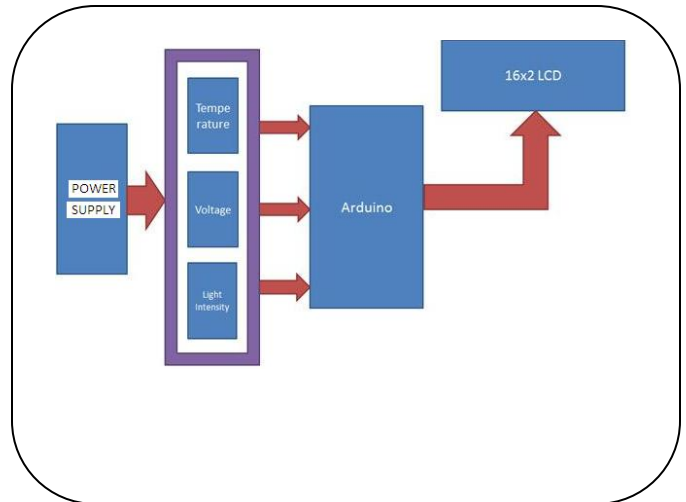 16x2 LCD
Tempe
rature
POWER
SUPPLY
Voltage
Arduino
Light
Intensity